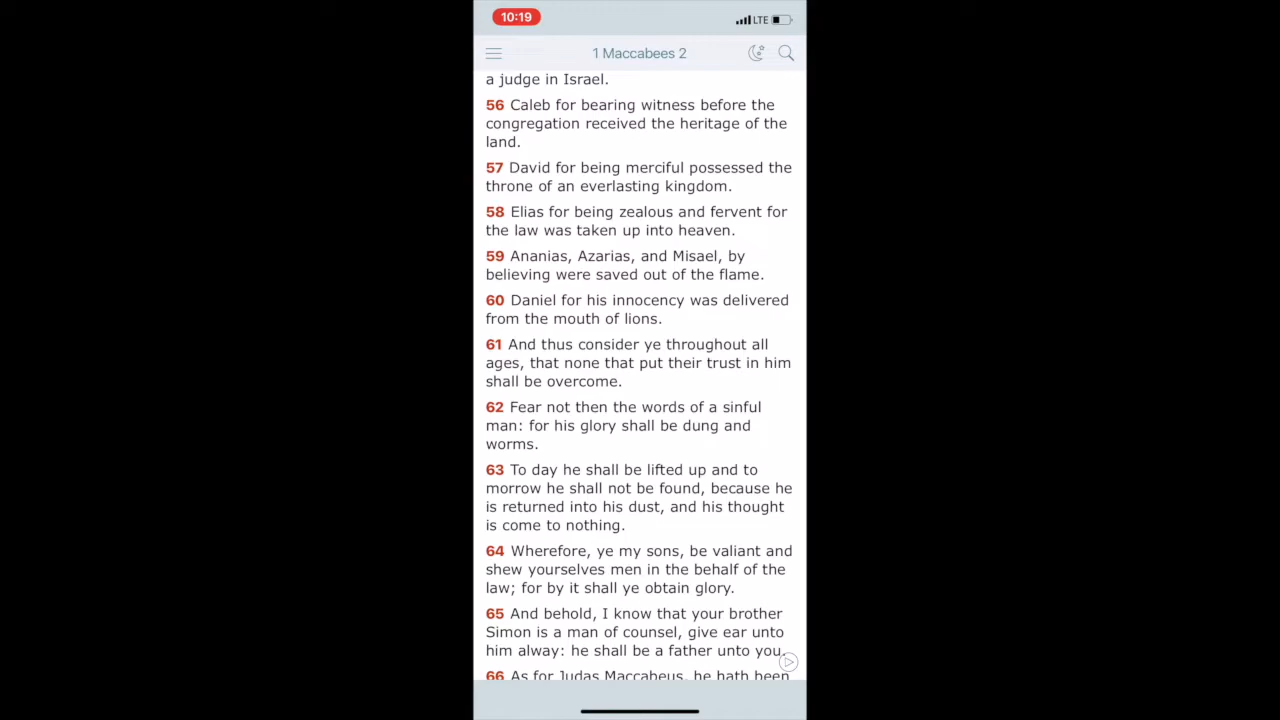 10:19
LTE
1 Maccabees 2
a judge in Israel.
56 Caleb for bearing witness before the
congregation received the heritage of the
land.
57 David for being merciful possessed the
throne of an everlasting kingdom.
58 Elias for being zealous and fervent for
the law was taken up into heaven.
59 Ananias, Azarias, and Misael, by
believing were saved out of the flame.
60 Daniel for his innocency was delivered
from the mouth of lions.
61 And thus consider ye throughout all
ages, that none that put their trust in him
shall be overcome.
62 Fear not then the words of a sinful
man: for his glory shall be dung and
worms.
63 To day he shall be lifted up and to
morrow he shall not be found, because he
is returned into his dust, and his thought
is come to nothing.
64 Wherefore, ye my sons, be valiant and
shew yourselves men in the behalf of the
law; for by it shall ye obtain glory.
65 And behold, I know that your brother
Simon is a man of counsel, give ear unto
him alway: he shall be a father unto you.
66 As for Judas Maccabeus, he hath been